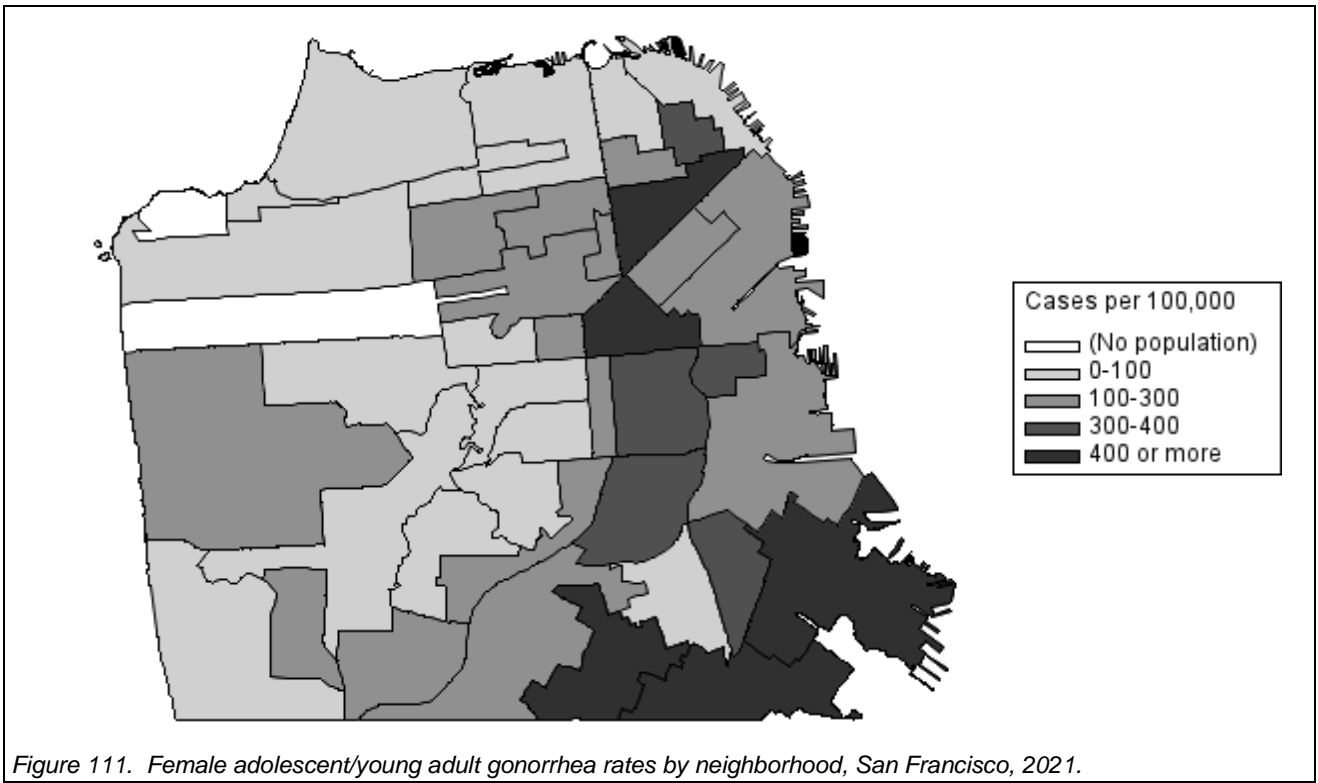 Cases per 100,000
(No population)
0-100
100-300
300-400
400 or more
Figure 111.  Female adolescent/young adult gonorrhea rates by neighborhood, San Francisco, 2021.